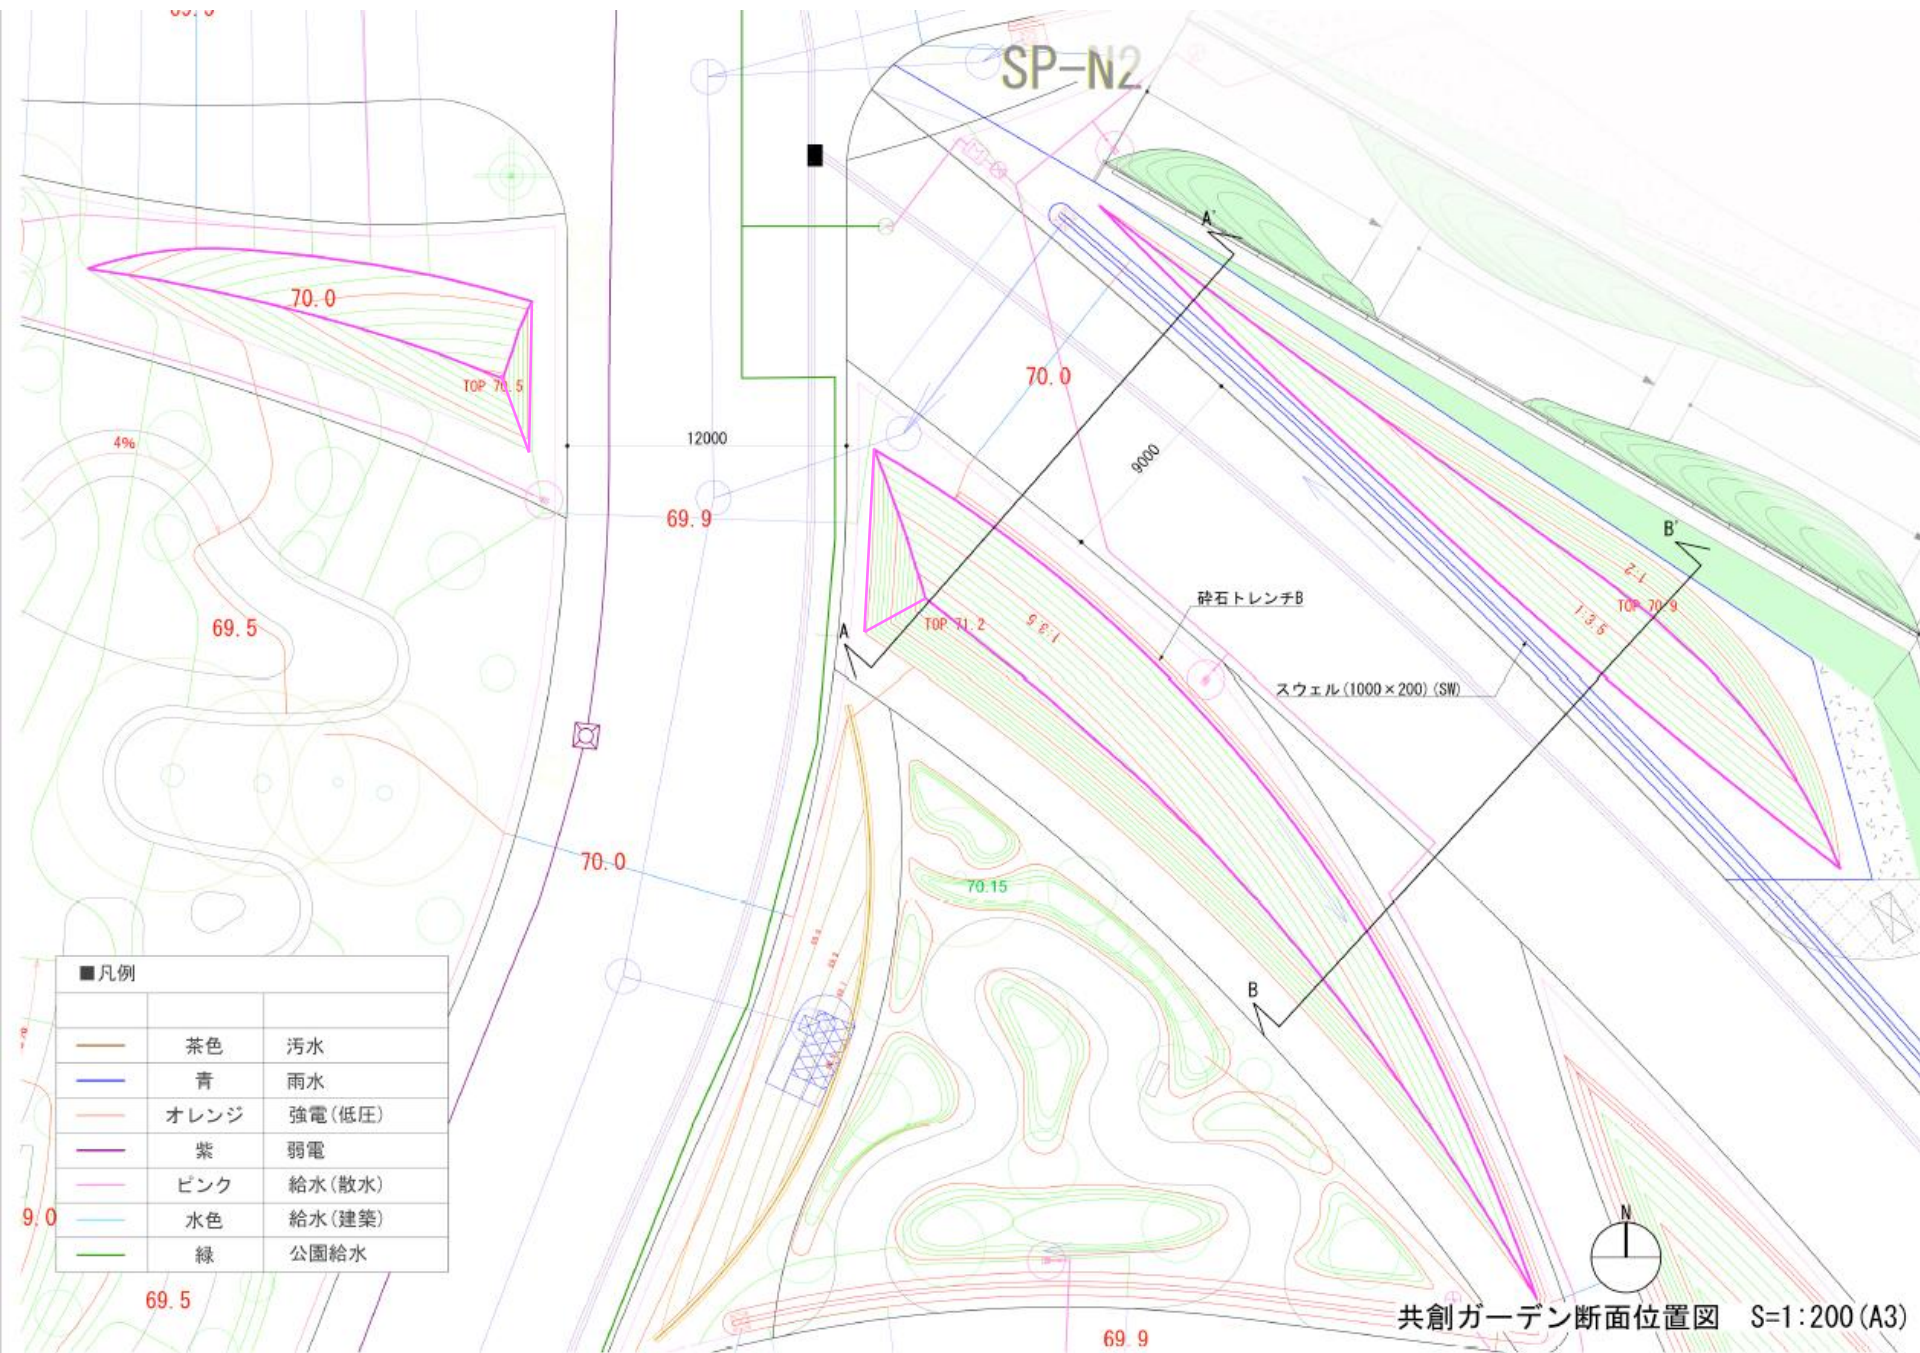 SP-N2
A'
70.0
TOP 70.5
70.0
4%
12000
9000
69.9
B'
1:2
TOP 70.9
1:3.5
砕石トレンチB
69.5
A
TOP 71.2
1:3.5
スウェル(1000×200)(SW)
70.0
70.15
B
■凡例
茶色 汚水
青 雨水
オレンジ 強電(低圧)
紫 弱電
ピンク 給水(散水)
水色 給水(建築)
緑 公園給水
N
69.5
69.9
共創ガーデン断面位置図 S=1:200(A3)